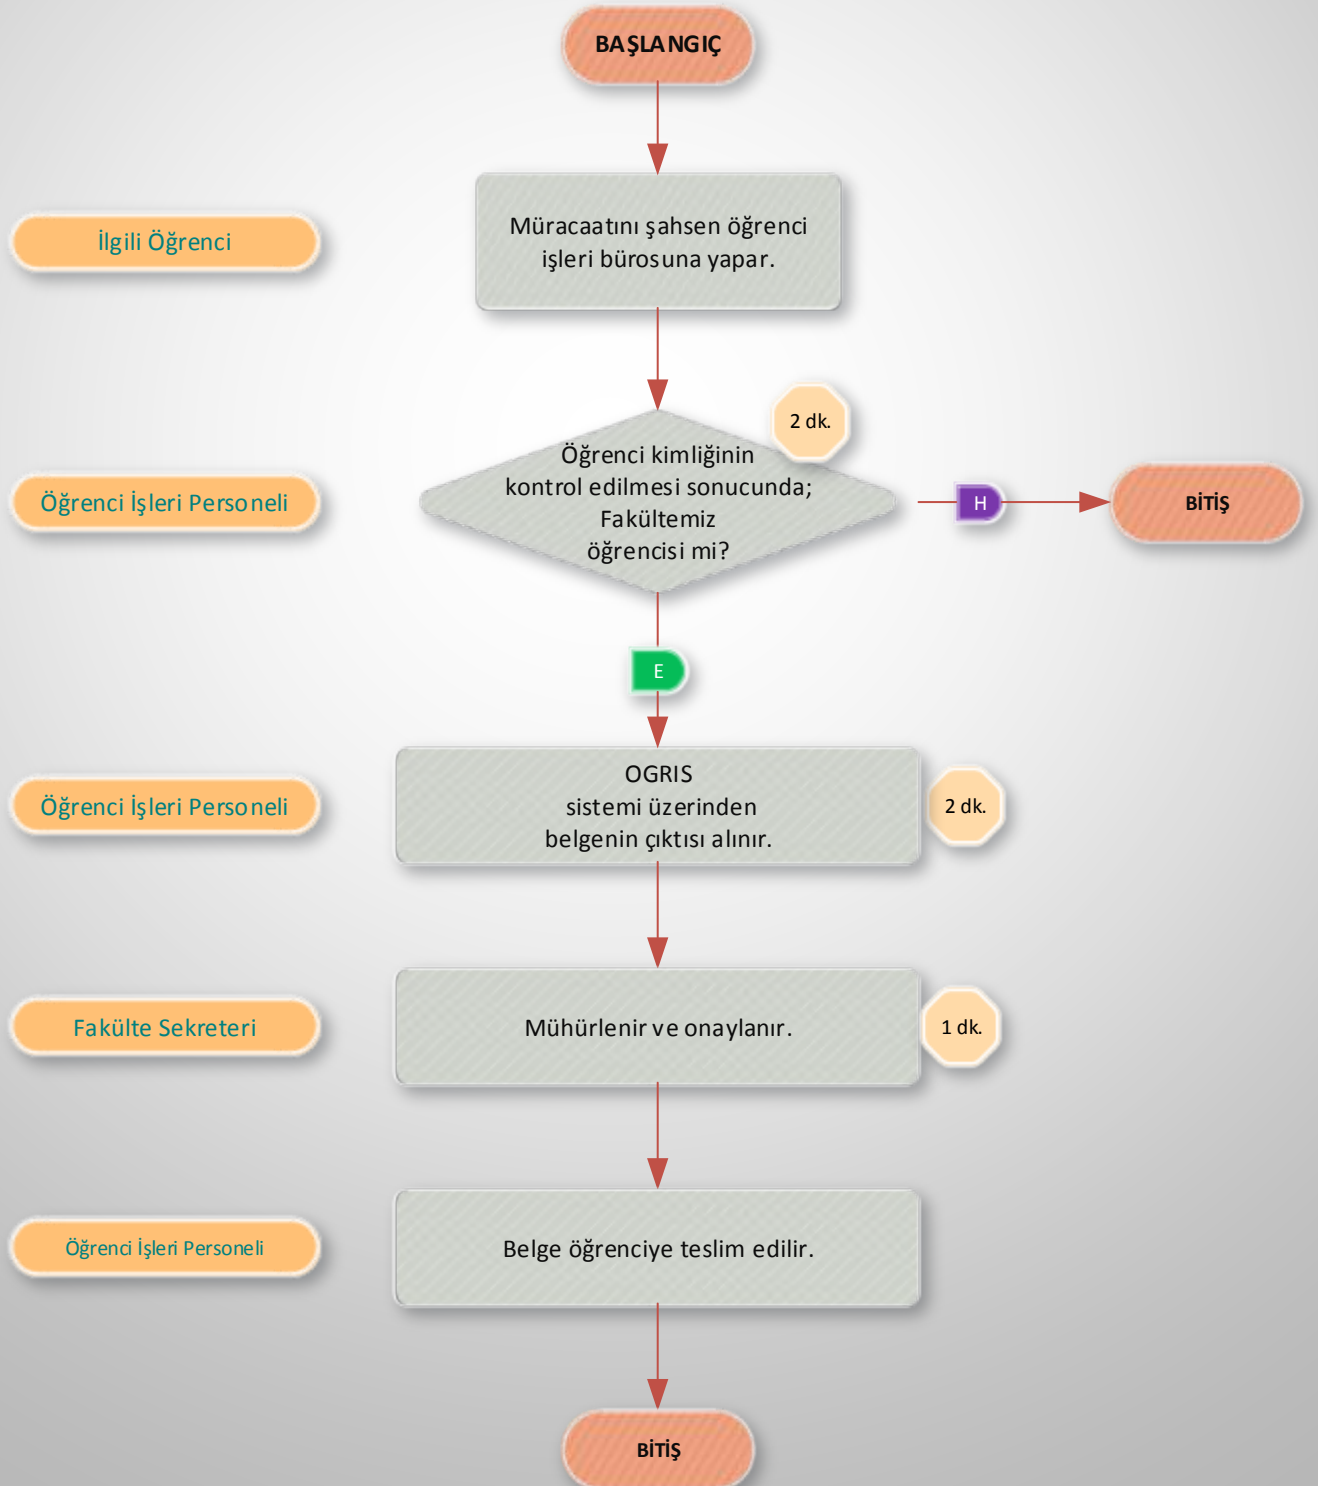 BAŞLANGIÇ
İlgili Öğrenci
Müracaatını şahsen öğrenci
işleri bürosuna yapar.
2 dk.
Öğrenci İşleri Personeli
Öğrenci kimliğinin
kontrol edilmesi sonucunda;
Fakültemiz
öğrencisi mi?
H
BİTİŞ
E
Öğrenci İşleri Personeli
OGRIS
sistemi üzerinden
belgenin çıktısı alınır.
2 dk.
Fakülte Sekreteri
Mühürlenir ve onaylanır.
1 dk.
Öğrenci İşleri Personeli
Belge öğrenciye teslim edilir.
BİTİŞ